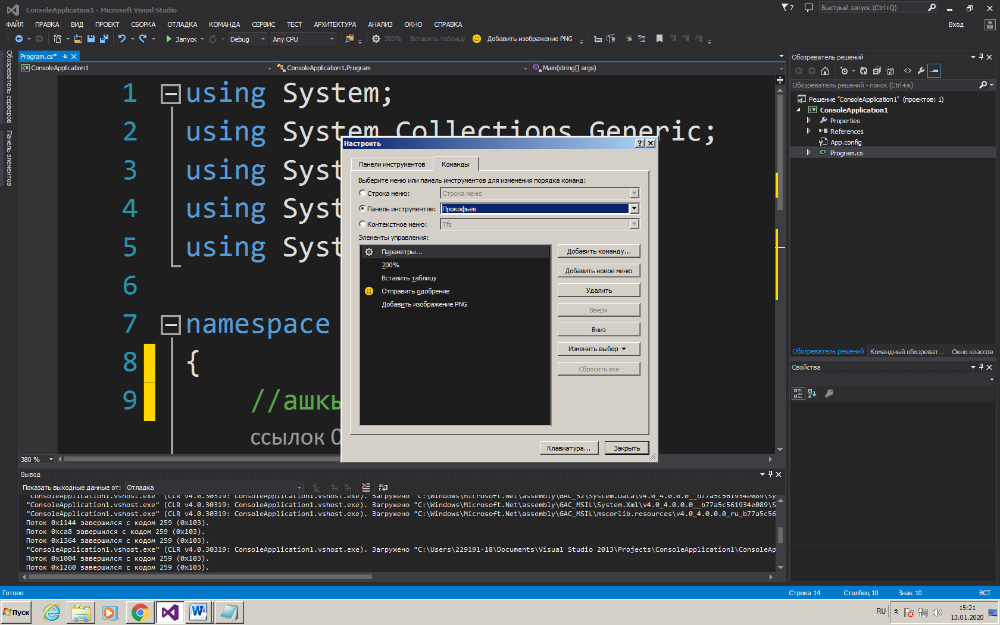 ConsoleApplication1 - Microsoft Visual Studio
7
Быстрый запуск (Ctrl+Q)
ФАЙЛ ПРАВКА ВИД ПРОЕКТ СБОРКА ОТЛАДКА КОМАНДА СЕРВИС ТЕСТ АРХИТЕКТУРА АНАЛИЗ ОКНО СПРАВКА
Вход
Запуск Debug Any CPU 200% Вставить таблицу Добавить изображение PNG
Обозреватель серверов
Панель элементов
Program.cs*
ConsoleApplication1
ConsoleApplication1.Program
Main(string[] args)
1 using System;
2 using System.Collections.Generic;
3 using Syst
4 using Syst
5 using Syst
6
7 namespace
8 {
9 //ашкы
ссылок 0
380 %
Настроить
Панели инструментов
Команды
Выберите меню или панель инструментов для изменения порядка команд:
Строка меню: Строка меню
Панель инструментов: Прокофьев
Контекстное меню: Tfs
Элементы управления:
Параметры...
200%
Вставить таблицу
Отправить одобрение
Добавить изображение PNG
Добавить команду...
Добавить новое меню
Удалить
Вверх
Вниз
Изменить выбор
Сбросить все
Клавиатура...
Закрыть
Обозреватель решений
Обозреватель решений - поиск (Ctrl+ж)
Решение "ConsoleApplication1" (проектов: 1)
C# ConsoleApplication1
Properties
References
App.config
C# Program.cs
Обозреватель решений Командный обозреват... Окно классов
Свойства
Вывод
Показать выходные данные от: Отладка
"ConsoleApplication1.vshost.exe" (CLR v4.0.30319: ConsoleApplication1.vshost.exe). Загружено "C:\Windows\Microsoft.Net\assembly\GAC_32\System.Data\v4.0_4.0.0.0__b77a5c561934e089\Sy
"ConsoleApplication1.vshost.exe" (CLR v4.0.30319: ConsoleApplication1.vshost.exe). Загружено "C:\Windows\Microsoft.Net\assembly\GAC_MSIL\System.Xml\v4.0_4.0.0.0__b77a5c561934e089\S
"ConsoleApplication1.vshost.exe" (CLR v4.0.30319: ConsoleApplication1.vshost.exe). Загружено "C:\Windows\Microsoft.Net\assembly\GAC_MSIL\mscorlib.resources\v4.0_4.0.0.0_ru_b77a5c56
Поток 0x1144 завершился с кодом 259 (0x103).
Поток 0xca8 завершился с кодом 259 (0x103).
Поток 0x1364 завершился с кодом 259 (0x103).
"ConsoleApplication1.vshost.exe" (CLR v4.0.30319: ConsoleApplication1.vshost.exe). Загружено "C:\Users\229191-18\Documents\Visual Studio 2013\Projects\ConsoleApplication1\ConsoleAp
Поток 0x1004 завершился с кодом 259 (0x103).
Поток 0x1260 завершился с кодом 259 (0x103).
Готово
Строка 14 Столбец 10 Знак 10 ВСТ
Пуск
RU
15:21
13.01.2020